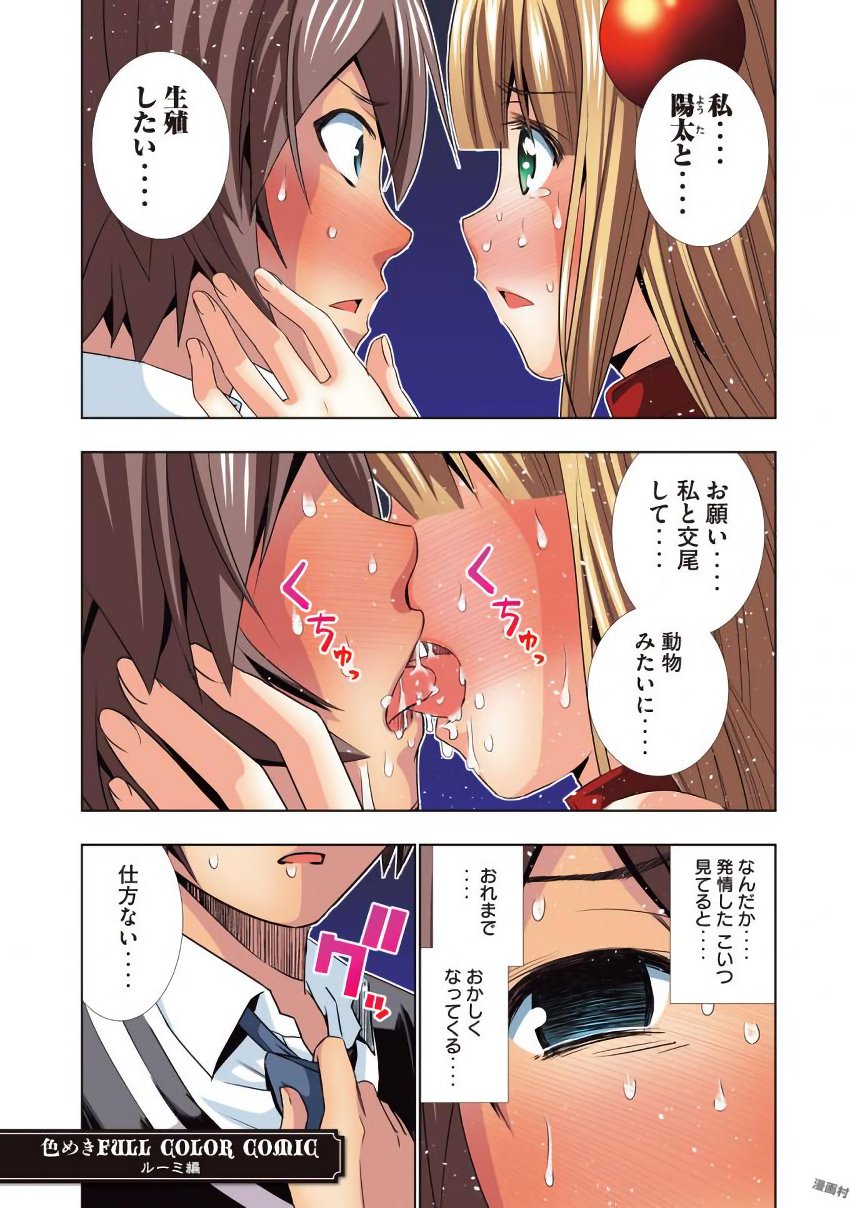 私‥‥
陽太と‥‥
ようた
生殖
したい‥‥
お願い‥‥
私と交尾
して‥‥
動物
みたいに‥‥
くちゅっ
くちゅっ
なんだか‥‥
発情したこいつ
見てると‥‥
おれまで
‥‥
おかしく
なってくる
‥‥
仕方ない‥‥
グッ
色めきFULL COLOR COMIC
ルーミ編
漫画村